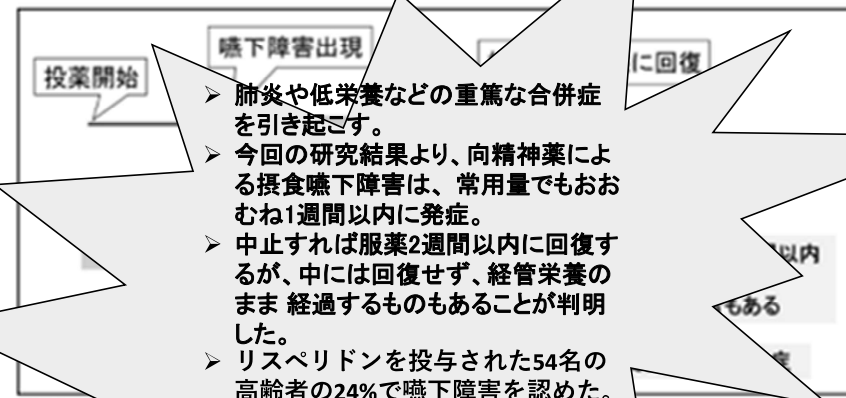 嚥下障害出現
投薬開始
に回復
➢ 肺炎や低栄養などの重篤な合併症
を引き起こす。
➢ 今回の研究結果より、向精神薬によ
る摂食嚥下障害は、常用量でもおお
むね1週間以内に発症。
➢ 中止すれば服薬2週間以内に回復す
るが、中には回復せず、経管栄養の
まま 経過するものもあることが判明
した。
➢ リスペリドンを投与された54名の
高齢者の24%で嚥下障害を認めた。
以内
もある